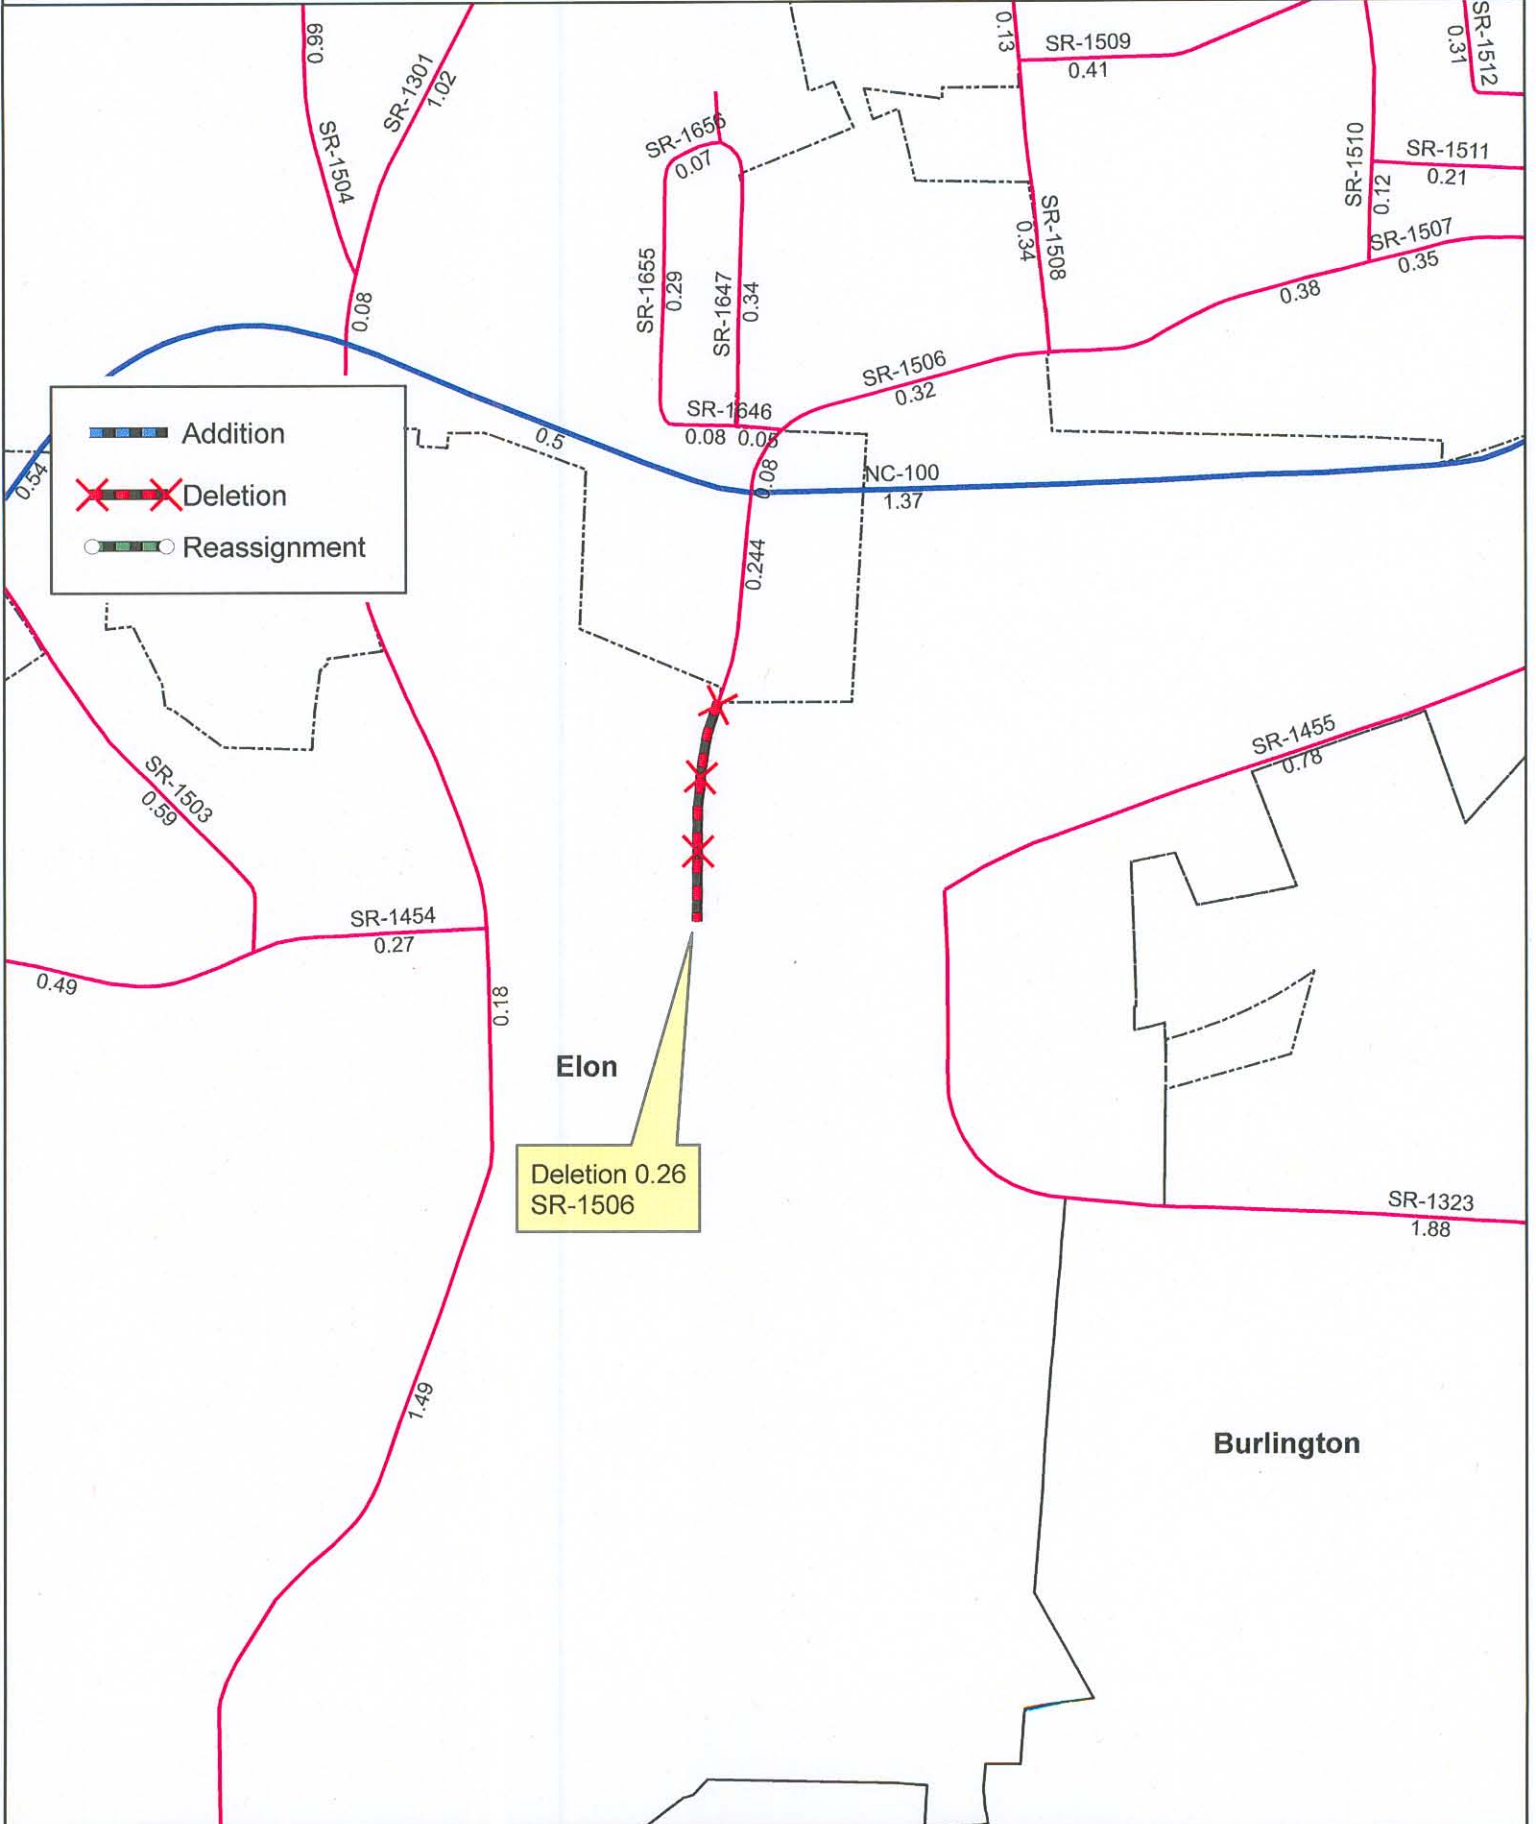 0.99
SR-1504
SR-1301
1.02
0.08
SR-1656
0.07
SR-1655
0.29
SR-1647
0.34
0.13
SR-1509
0.41
SR-1508
0.34
SR-1510
0.12
SR-1512
0.31
SR-1511
0.21
SR-1507
0.35
0.38
SR-1506
0.32
SR-1646
0.08
0.05
0.08
0.5
0.54
NC-100
1.37
0.244
Addition
Deletion
Reassignment
SR-1503
0.59
SR-1454
0.27
0.49
0.18
SR-1455
0.78
Elon
Deletion 0.26
SR-1506
SR-1323
1.88
1.49
Burlington